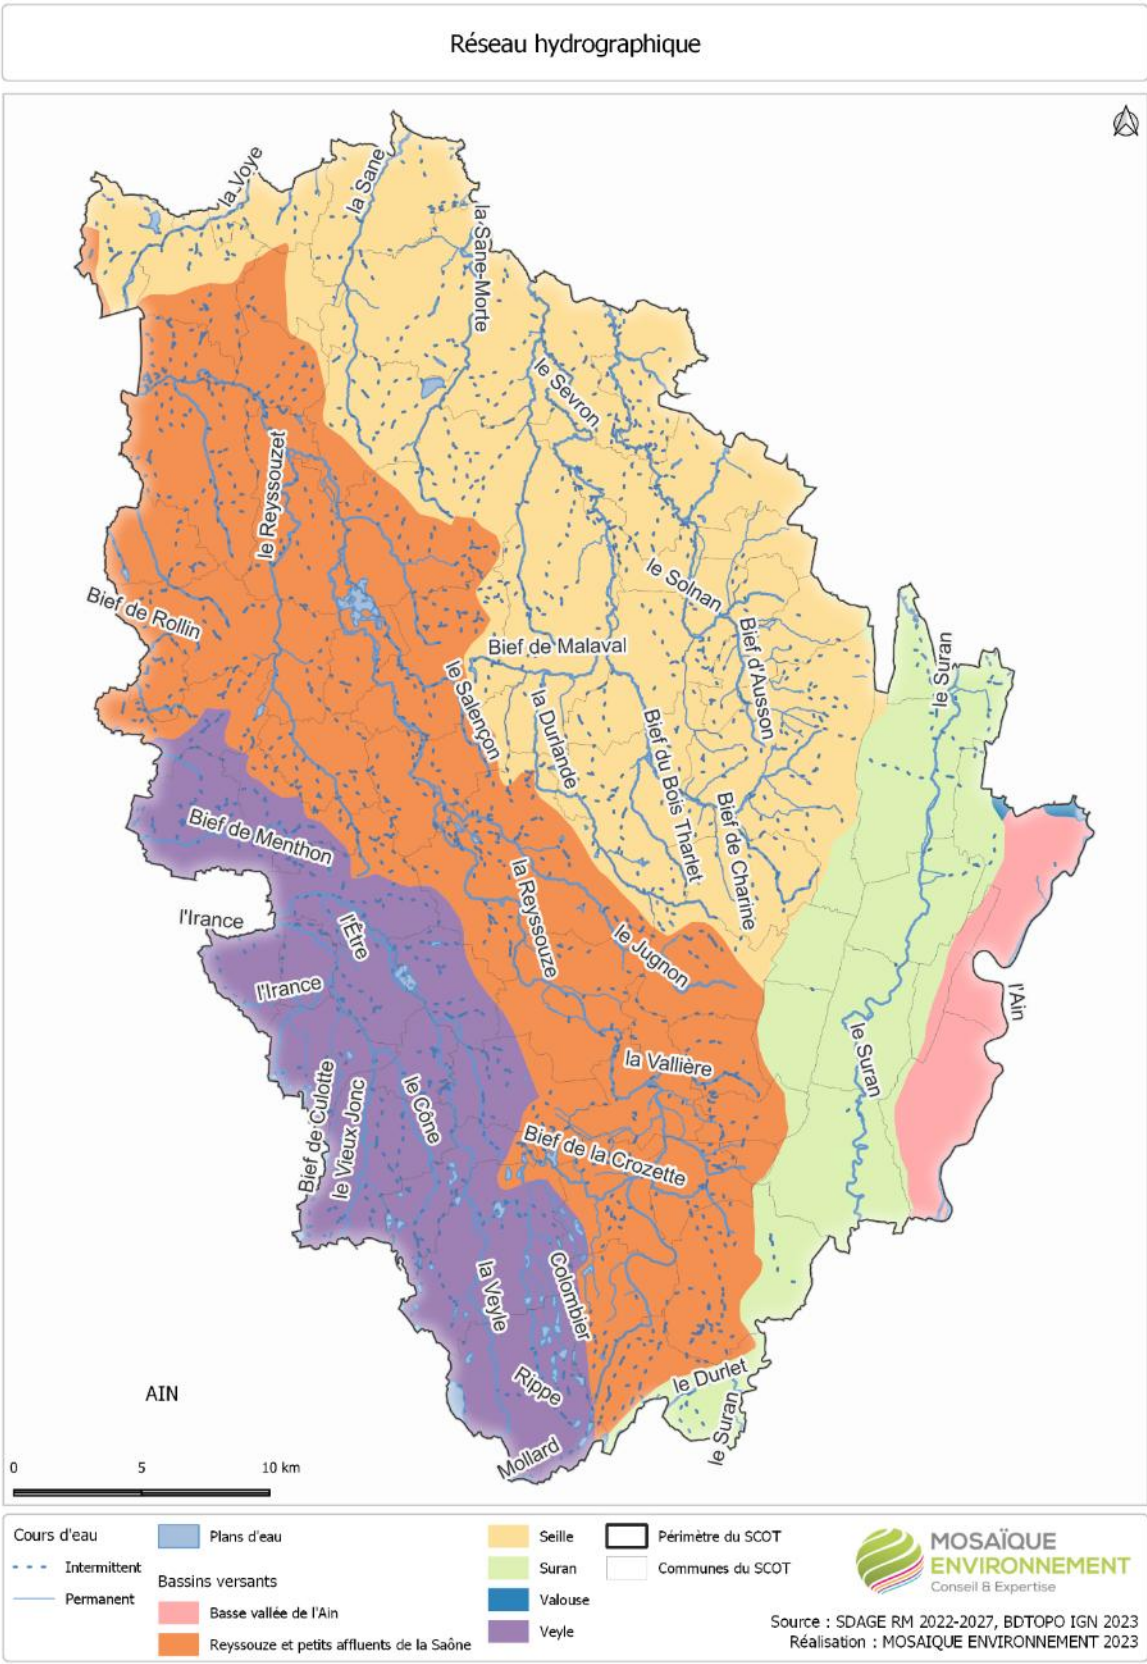 Réseau hydrographique
la Voye
la Sane
la Sane-Morte
le Sevron
le Reyssouzet
le Solnan
Bief de Rollin
Bief d'Ausson
Bief de Malaval
le Suran
le Salençon
la Durlande
Bief du Bois Tharlet
Bief de Charine
Bief de Menthon
la Reyssouze
l'Irance
l'Être
le Jugnon
l'Irance
l'Ain
le Suran
la Vallière
Bief de Culotte
le Vieux Jonc
le Cône
Bief de la Crozette
la Veyle
Colombier
Rippe
le Durlet
le Suran
Mollard
AIN
0 5 10 km
Cours d'eau
Intermittent
Permanent
Plans d'eau
Bassins versants
Basse vallée de l'Ain
Reyssouze et petits affluents de la Saône
Seille
Suran
Valouse
Veyle
Périmètre du SCOT
Communes du SCOT
MOSAÏQUE
ENVIRONNEMENT
Conseil & Expertise
Source : SDAGE RM 2022-2027, BDTOPO IGN 2023
Réalisation : MOSAIQUE ENVIRONNEMENT 2023